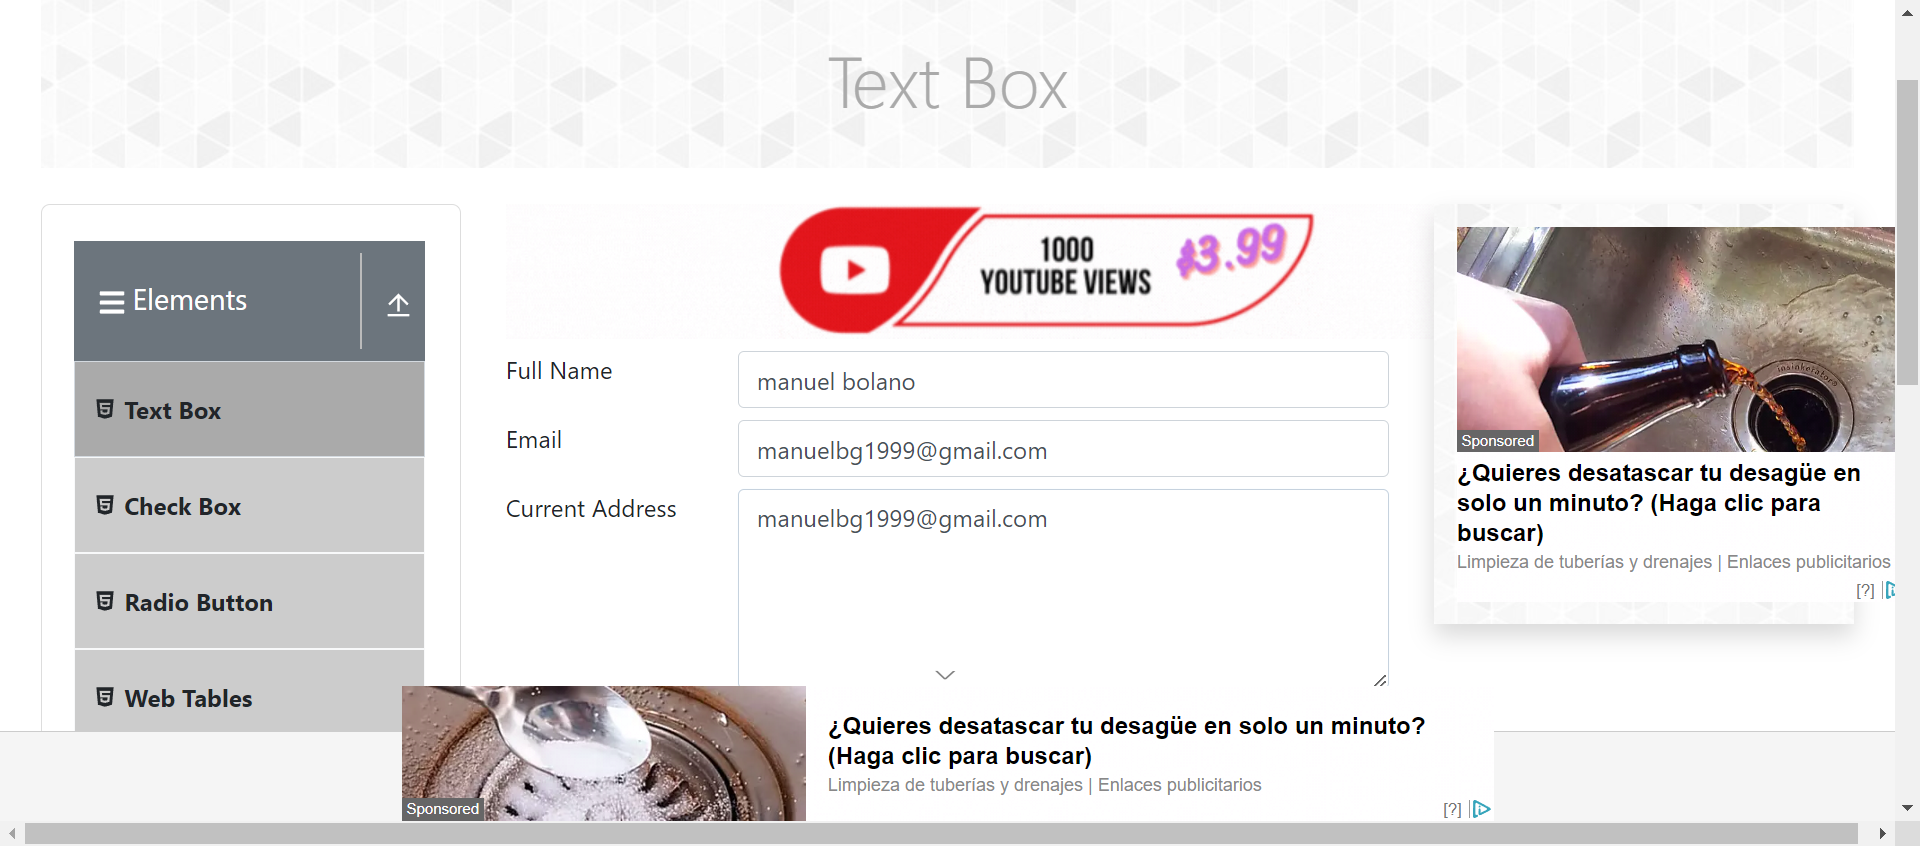 Text Box
Elements
Text Box
Check Box
Radio Button
Web Tables
1000
YOUTUBE VIEWS
$3.99
Full Name
manuel bolano
Email
manuelbg1999@gmail.com
Current Address
manuelbg1999@gmail.com
insinkerator
Sponsored
¿Quieres desatascar tu desagüe en
solo un minuto? (Haga clic para
buscar)
Limpieza de tuberías y drenajes | Enlaces publicitarios
[?]
Sponsored
¿Quieres desatascar tu desagüe en solo un minuto?
(Haga clic para buscar)
Limpieza de tuberías y drenajes | Enlaces publicitarios
[?]